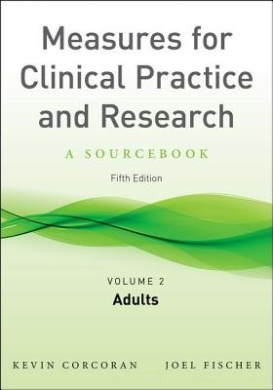 Measures for
Clinical Practice
and Research
A SOURCEBOOK
Fifth Edition
VOLUME 2
Adults
KEVIN CORCORAN JOEL FISCHER